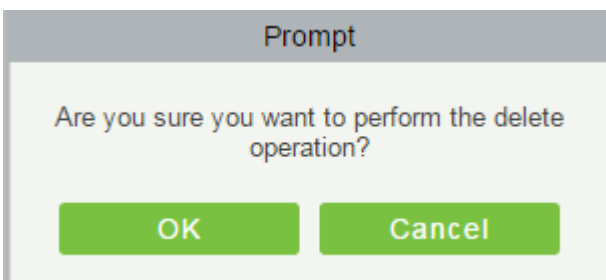 Prompt
Are you sure you want to perform the delete
operation?
OK
Cancel